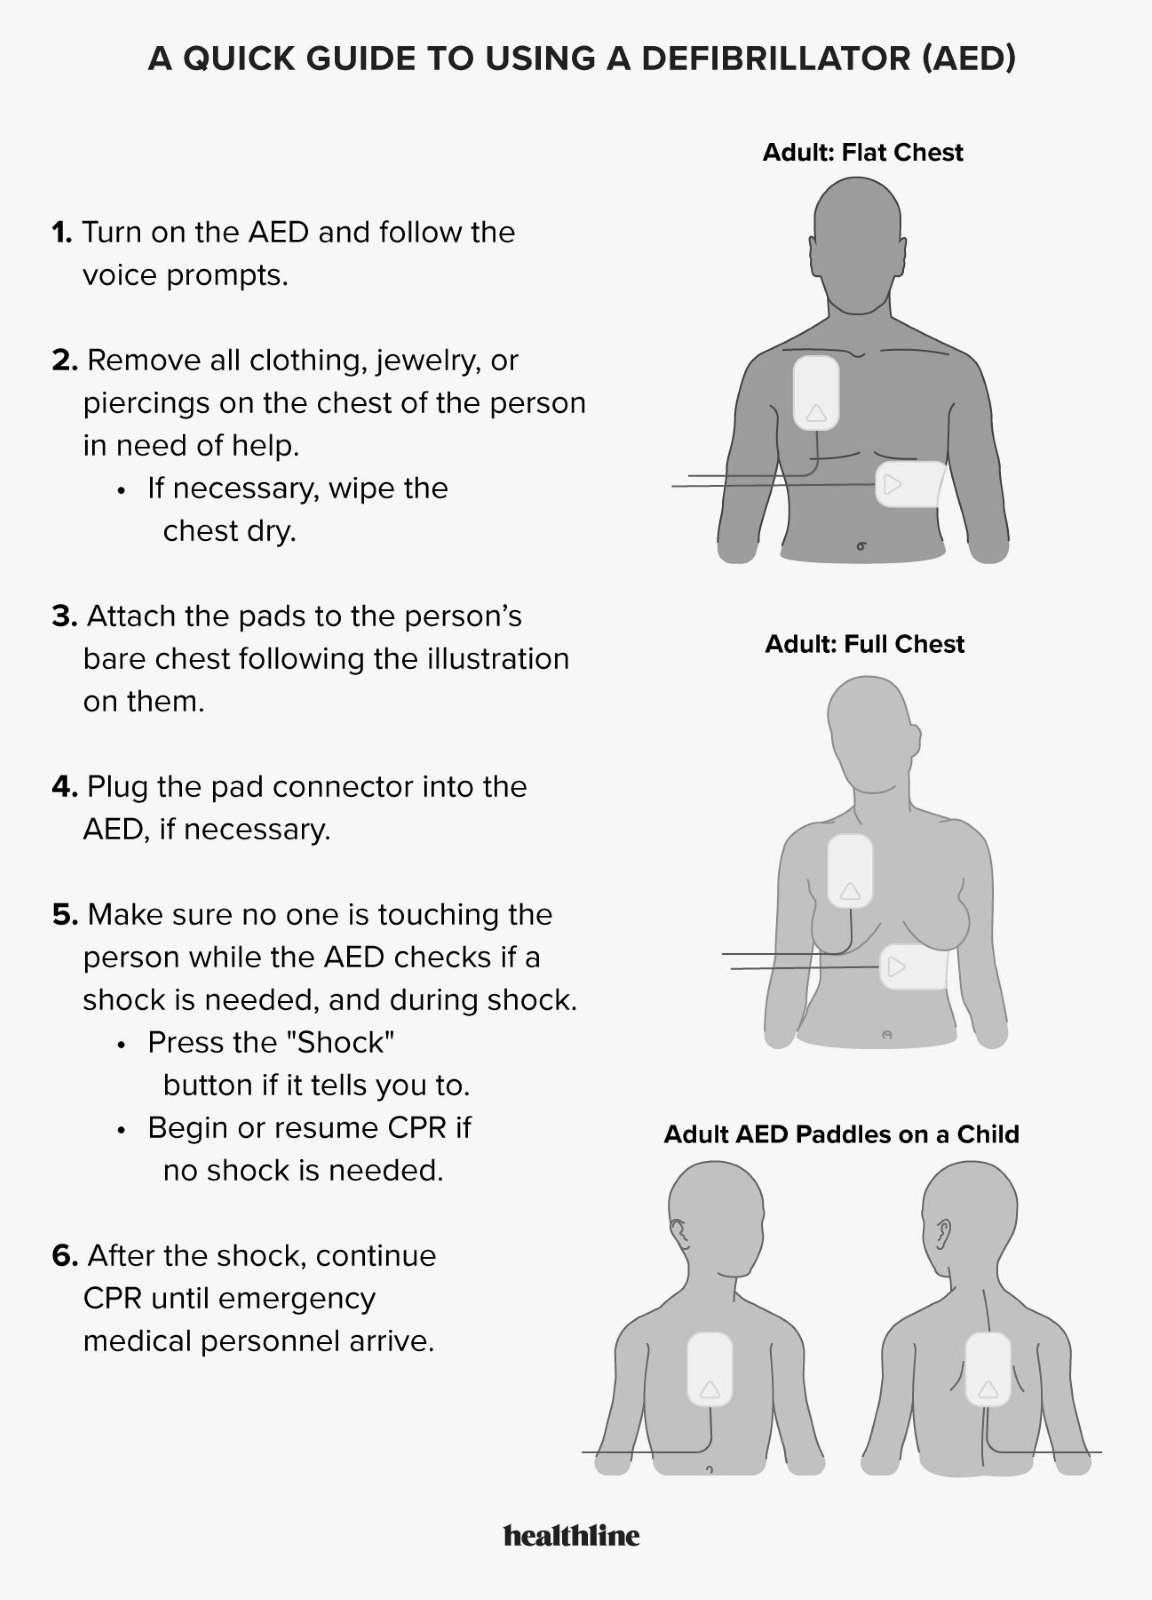 A QUICK GUIDE TO USING A DEFIBRILLATOR (AED)
1. Turn on the AED and follow the
voice prompts.
2. Remove all clothing, jewelry, or
piercings on the chest of the person
in need of help.
• If necessary, wipe the
chest dry.
3. Attach the pads to the person’s
bare chest following the illustration
on them.
4. Plug the pad connector into the
AED, if necessary.
5. Make sure no one is touching the
person while the AED checks if a
shock is needed, and during shock.
• Press the "Shock"
button if it tells you to.
• Begin or resume CPR if
no shock is needed.
6. After the shock, continue
CPR until emergency
medical personnel arrive.
Adult: Flat Chest
Adult: Full Chest
Adult AED Paddles on a Child
healthline